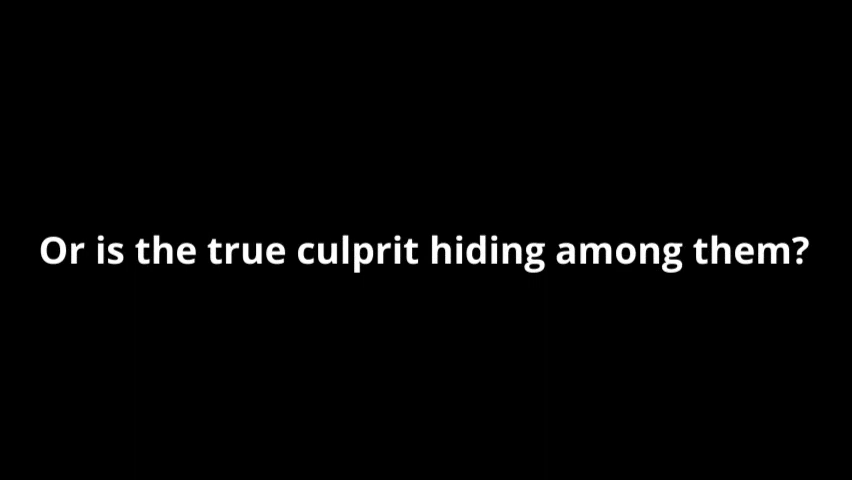 Or is the true culprit hiding among them?